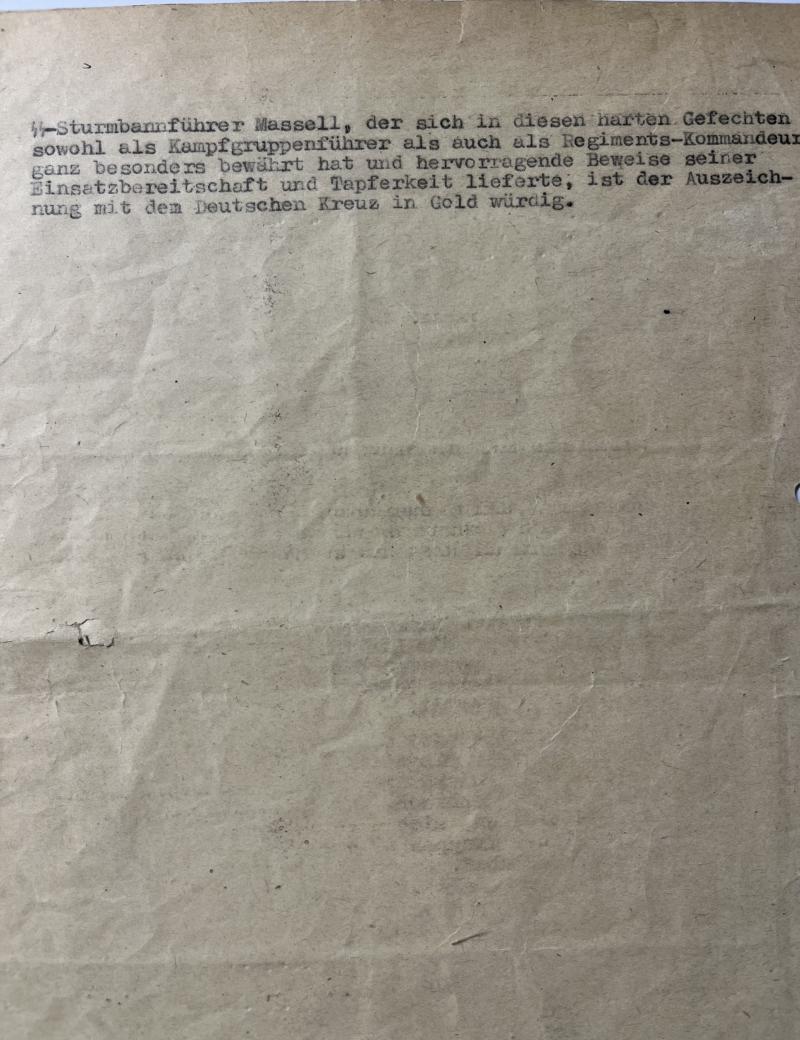 ᛋᛋ-Sturmbannführer Massell, der sich in diesen harten Gefechten
sowohl als Kampfgruppenführer als auch als Regiments-Kommandeur
ganz besonders bewährt hat und hervorragende Beweise seiner
Einsatzbereitschaft und Tapferkeit lieferte, ist der Auszeich-
nung mit dem Deutschen Kreuz in Gold würdig.